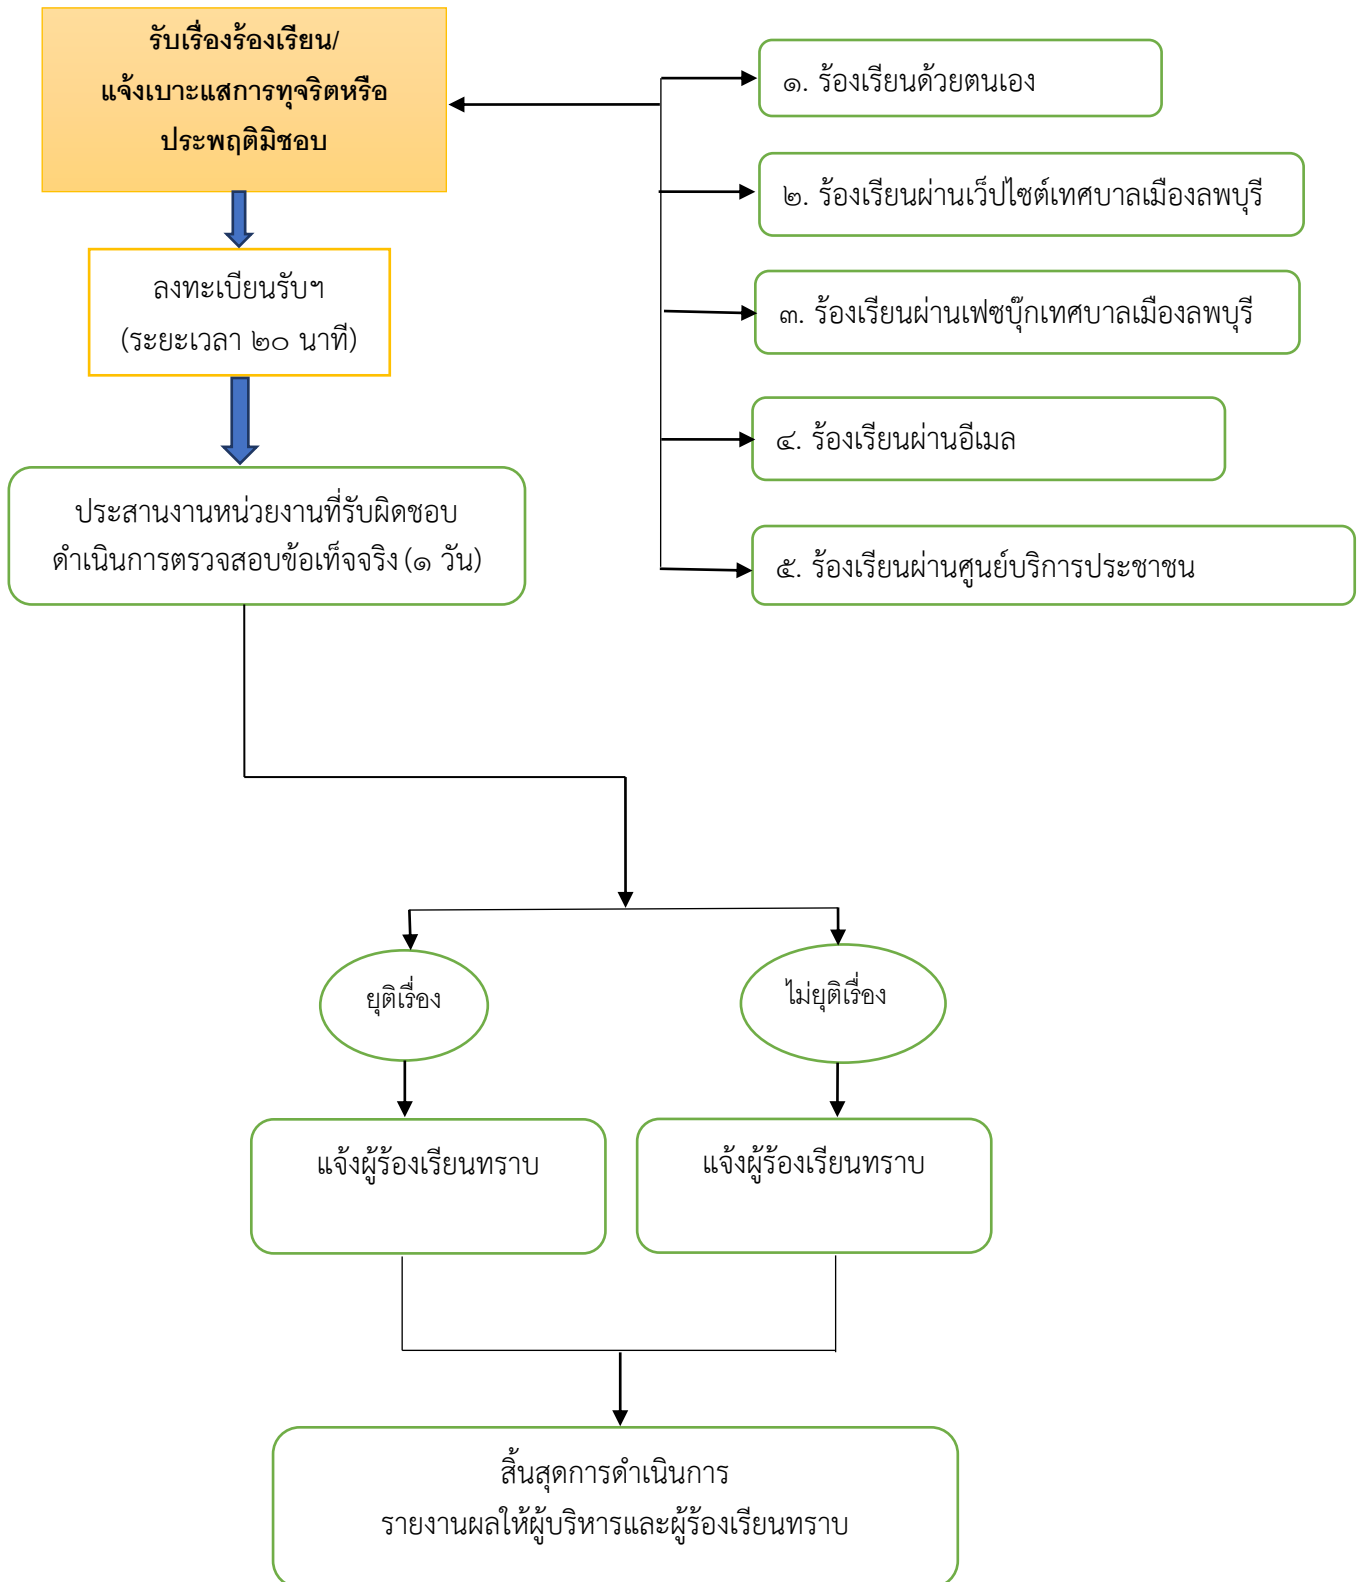 รับเรื่องร้องเรียน/
แจ้งเบาะแสการทุจริตหรือ
ประพฤติมิชอบ
๑. ร้องเรียนด้วยตนเอง
๒. ร้องเรียนผ่านเว็ปไซต์เทศบาลเมืองลพบุรี
๓. ร้องเรียนผ่านเฟซบุ๊กเทศบาลเมืองลพบุรี
๔. ร้องเรียนผ่านอีเมล
๕. ร้องเรียนผ่านศูนย์บริการประชาชน
ลงทะเบียนรับฯ
(ระยะเวลา ๒๐ นาที)
ประสานงานหน่วยงานที่รับผิดชอบ
ดำเนินการตรวจสอบข้อเท็จจริง (๑ วัน)
ยุติเรื่อง
ไม่ยุติเรื่อง
แจ้งผู้ร้องเรียนทราบ
แจ้งผู้ร้องเรียนทราบ
สิ้นสุดการดำเนินการ
รายงานผลให้ผู้บริหารและผู้ร้องเรียนทราบ